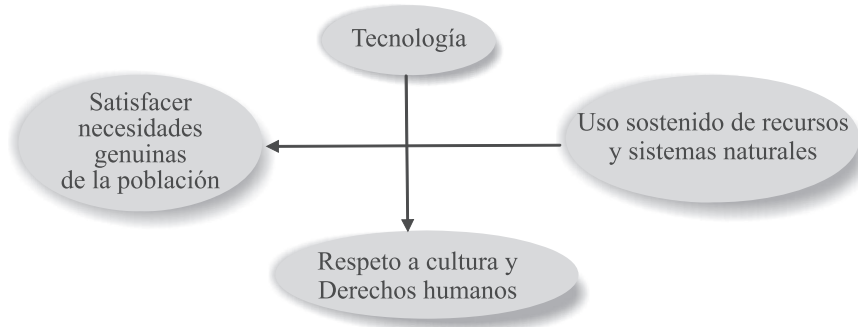 Tecnología
Satisfacer
necesidades
genuinas
de la población
Uso sostenido de recursos
y sistemas naturales
Respeto a cultura y
Derechos humanos